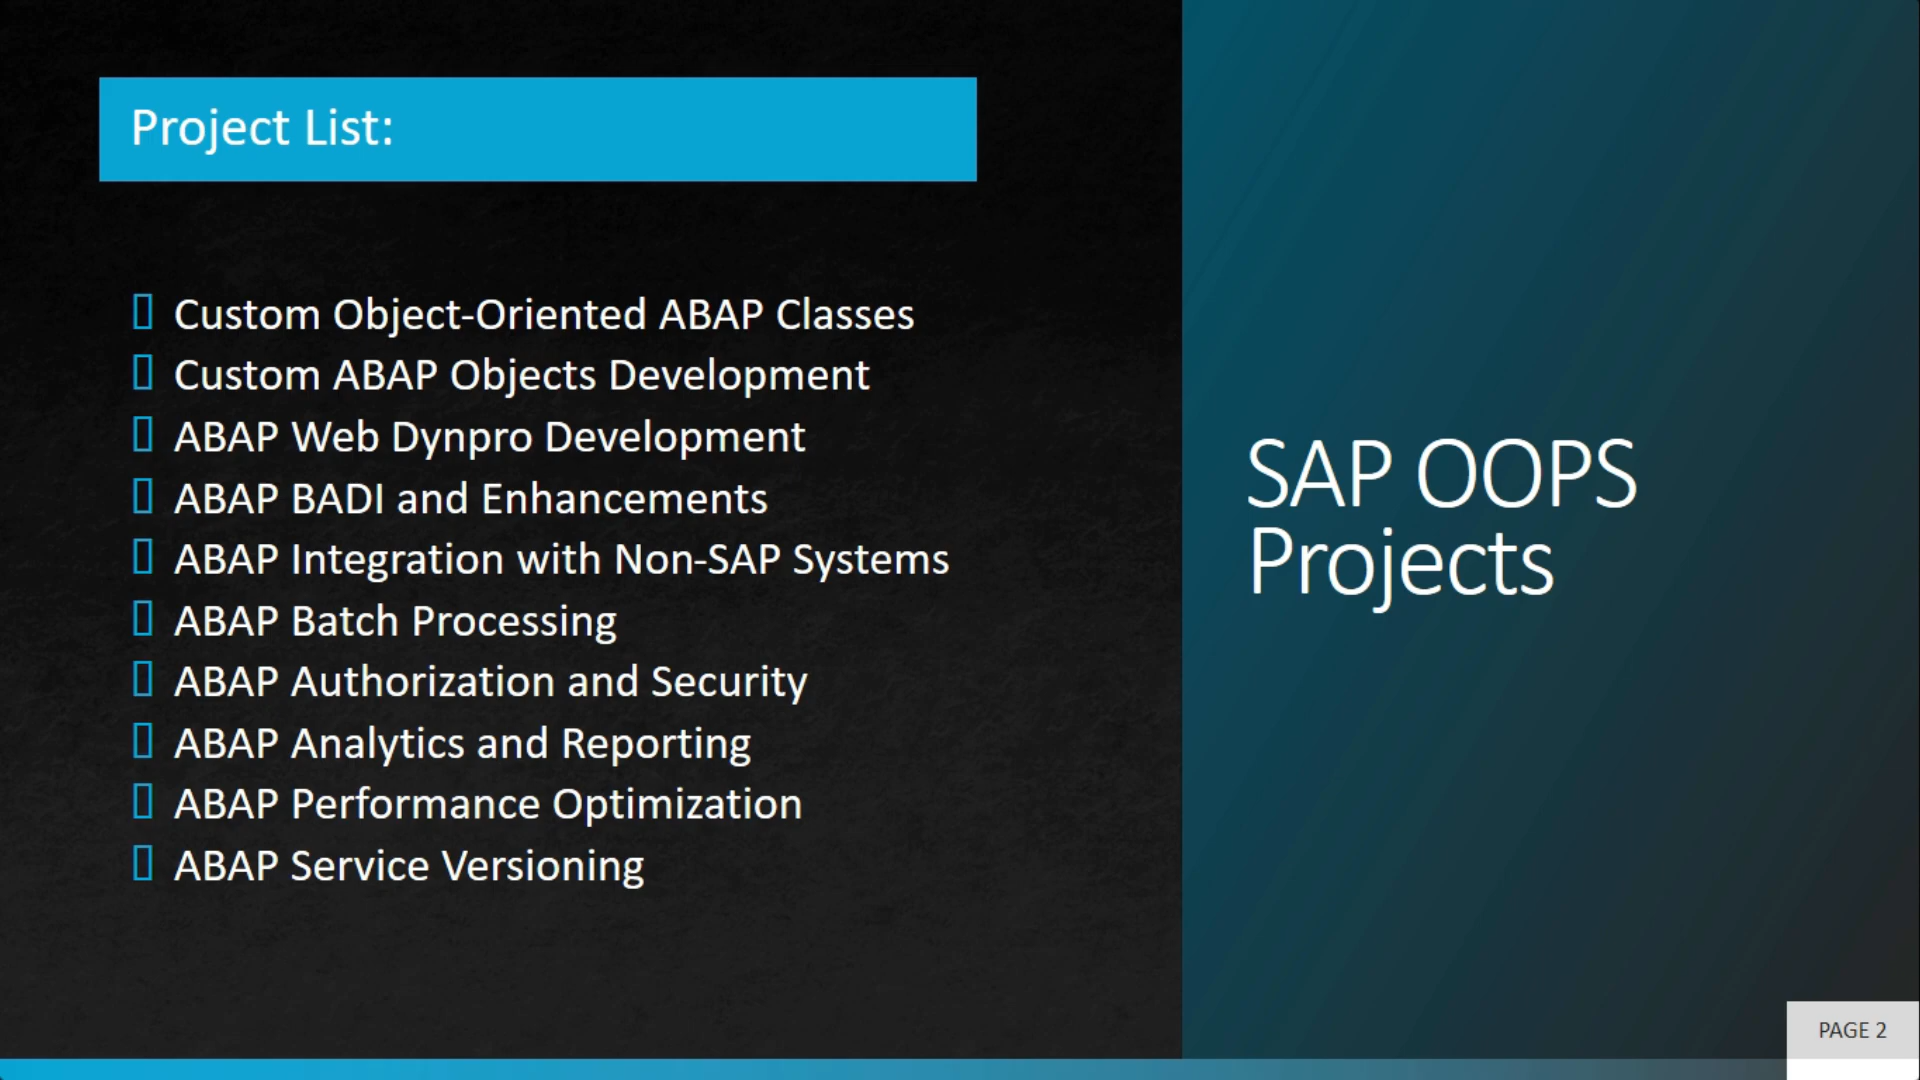 Project List:
Custom Object-Oriented ABAP Classes
Custom ABAP Objects Development
ABAP Web Dynpro Development
ABAP BADI and Enhancements
ABAP Integration with Non-SAP Systems
ABAP Batch Processing
ABAP Authorization and Security
ABAP Analytics and Reporting
ABAP Performance Optimization
ABAP Service Versioning
SAP OOPS
Projects
PAGE 2